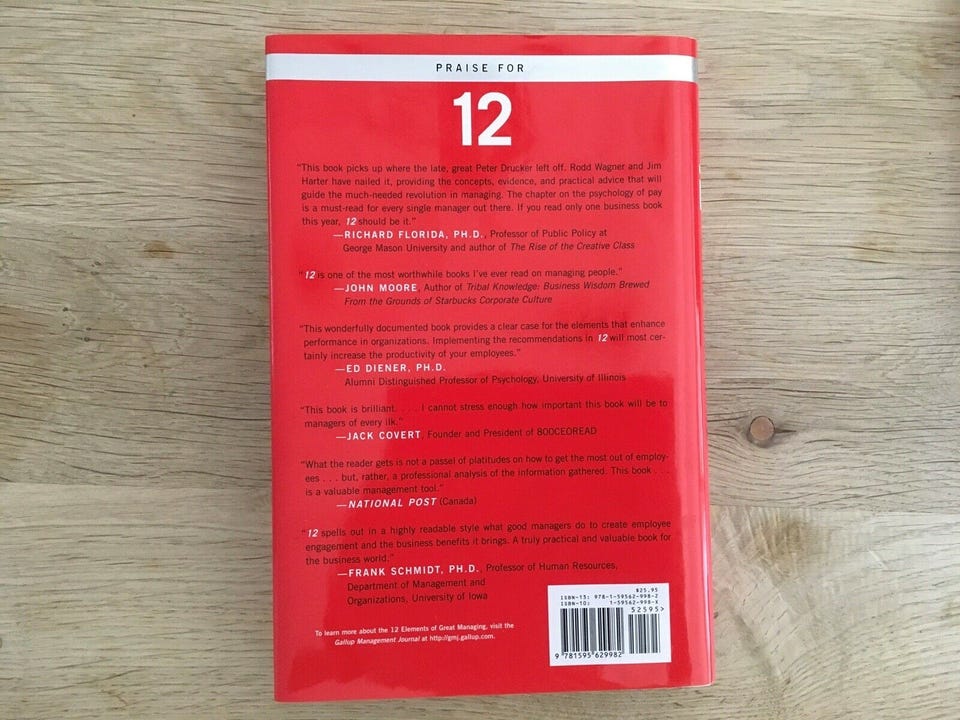 PRAISE FOR
12
"This book picks up where the late, great Peter Drucker left off. Rodd Wagner and Jim
Harter have nailed it, providing the concepts, evidence, and practical advice that will
guide the much-needed revolution in managing. The chapter on the psychology of pay
is a must-read for every single manager out there. If you read only one business book
this year, 12 should be it."
—RICHARD FLORIDA, PH.D., Professor of Public Policy at
George Mason University and author of The Rise of the Creative Class
"12 is one of the most worthwhile books I've ever read on managing people."
—JOHN MOORE, Author of Tribal Knowledge: Business Wisdom Brewed
From the Grounds of Starbucks Corporate Culture
"This wonderfully documented book provides a clear case for the elements that enhance
performance in organizations. Implementing the recommendations in 12 will most cer-
tainly increase the productivity of your employees."
—ED DIENER, PH.D.
Alumni Distinguished Professor of Psychology, University of Illinois
"This book is brilliant. . . . I cannot stress enough how important this book will be to
managers of every ilk."
—JACK COVERT, Founder and President of 800CEOREAD
"What the reader gets is not a passel of platitudes on how to get the most out of employ-
ees . . . but, rather, a professional analysis of the information gathered. This book . . .
is a valuable management tool."
—NATIONAL POST (Canada)
"12 spells out in a highly readable style what good managers do to create employee
engagement and the business benefits it brings. A truly practical and valuable book for
the business world."
—FRANK SCHMIDT, PH.D., Professor of Human Resources,
Department of Management and
Organizations, University of Iowa
To learn more about the 12 Elements of Great Managing, visit the
Gallup Management Journal at http://gmj.gallup.com.
$25.95
ISBN-13: 978-1-59562-998-2
ISBN-10: 1-59562-998-X
52595>
9 781595 629982